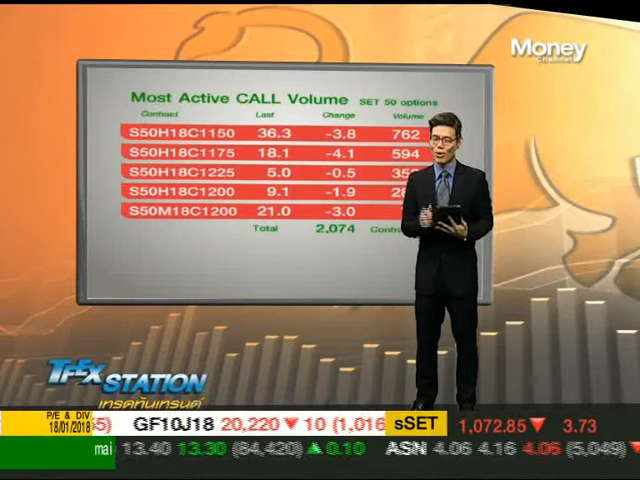 Money
Channel
Most Active CALL Volume SET 50 options
Contract Last Change Volume
S50H18C1150 36.3 -3.8 762
S50H18C1175 18.1 -4.1 594
S50H18C1225 5.0 -0.5
S50H18C1200 9.1 -1.9
S50M18C1200 21.0 -3.0
Total 2,074
TFEX STATION
เทรดทันเทรนด์
P/E & DIV
18/01/2018
GF10J18 20,220 ▼ 10 (1,016
sSET 1,072.85 ▼ 3.73
mai 13.40 13.30 (84,420) ▲ 0.10 ASN 4.06 4.16 4.06 (5,049)